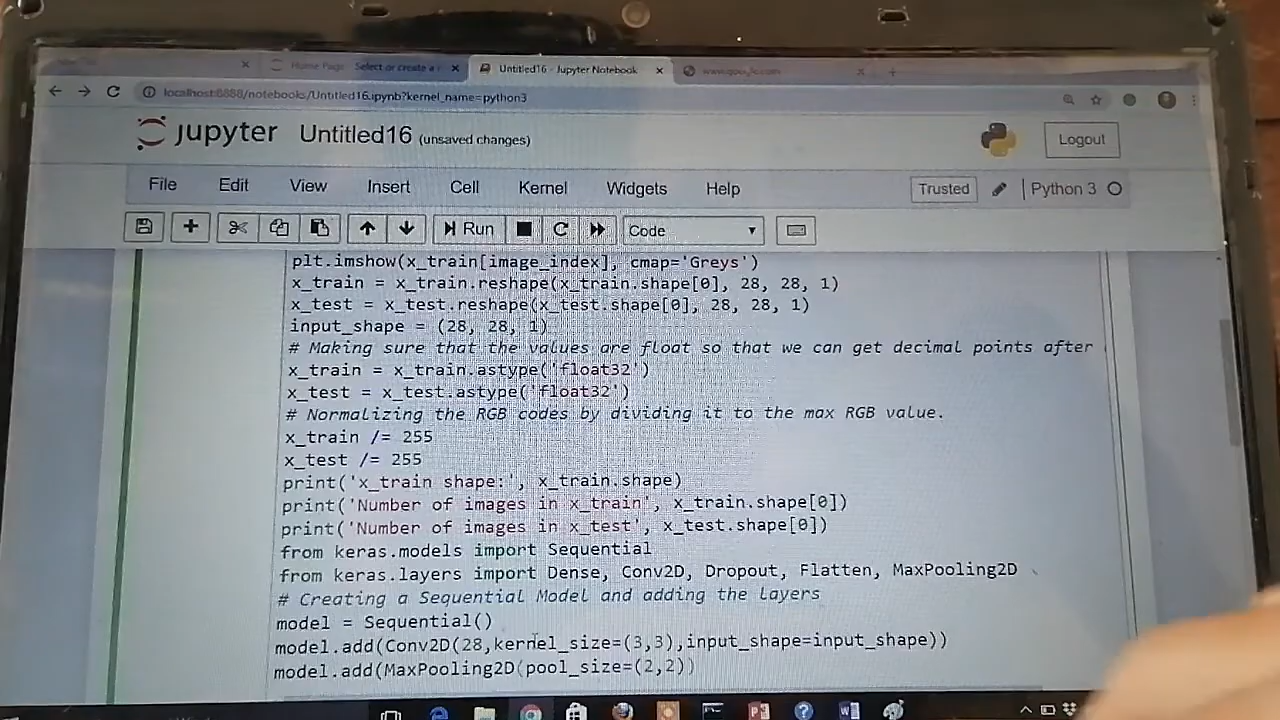 Home Page Select or create a
Untitled16 - Jupyter Notebook
localhost:8888/notebooks/Untitled16.ipynb?kernel_name=python3
jupyter Untitled16 (unsaved changes)
Logout
File Edit View Insert Cell Kernel Widgets Help
Trusted Python 3
Run Code
plt.imshow(x_train[image_index], cmap='Greys')
x_train = x_train.reshape(x_train.shape[0], 28, 28, 1)
x_test = x_test.reshape(x_test.shape[0], 28, 28, 1)
input_shape = (28, 28, 1)
# Making sure that the values are float so that we can get decimal points after
x_train = x_train.astype('float32')
x_test = x_test.astype('float32')
# Normalizing the RGB codes by dividing it to the max RGB value.
x_train /= 255
x_test /= 255
print('x_train shape:', x_train.shape)
print('Number of images in x_train', x_train.shape[0])
print('Number of images in x_test', x_test.shape[0])
from keras.models import Sequential
from keras.layers import Dense, Conv2D, Dropout, Flatten, MaxPooling2D
# Creating a Sequential Model and adding the layers
model = Sequential()
model.add(Conv2D(28,kernel_size=(3,3),input_shape=input_shape))
model.add(MaxPooling2D(pool_size=(2,2))